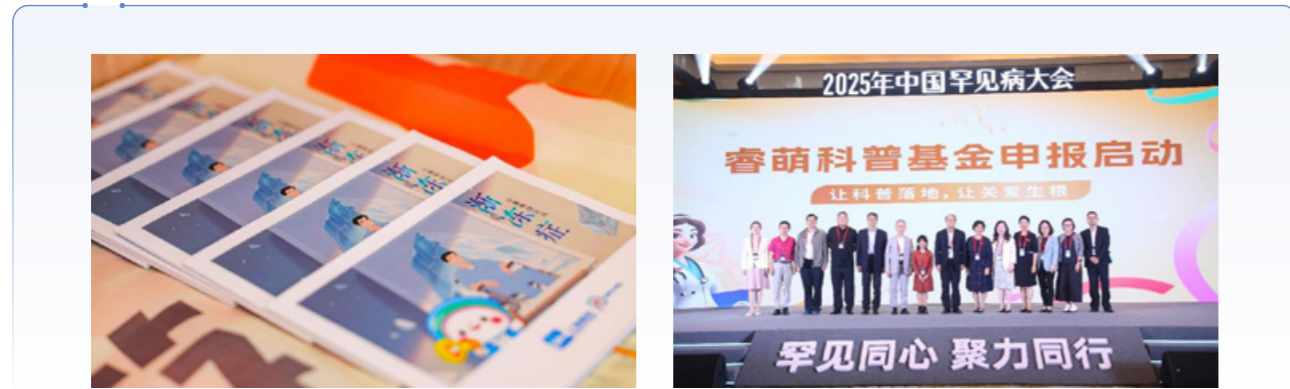 渐冻症
2025年中国罕见病大会
睿萌科普基金申报启动
让科普落地，让关爱生根
罕见同心 聚力同行